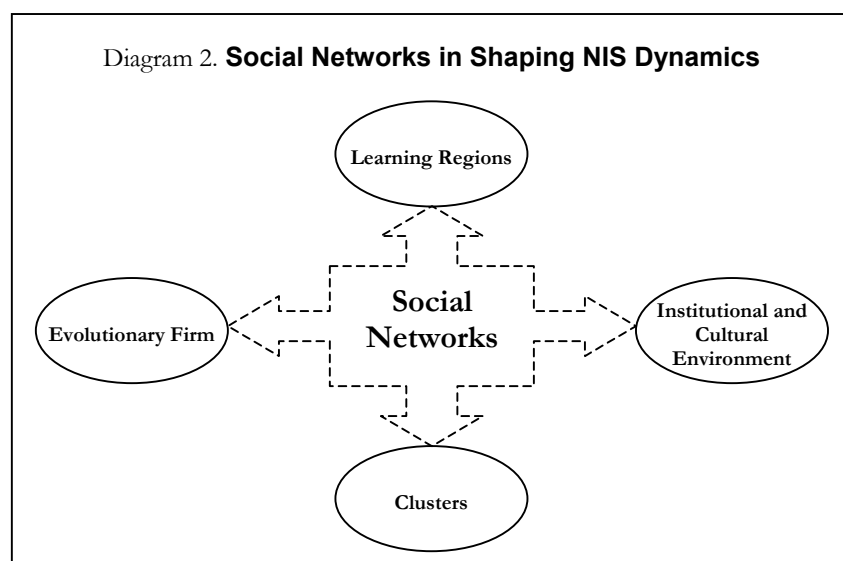 Diagram 2. Social Networks in Shaping NIS Dynamics
Learning Regions
Social
Networks
Evolutionary Firm
Institutional and
Cultural
Environment
Clusters